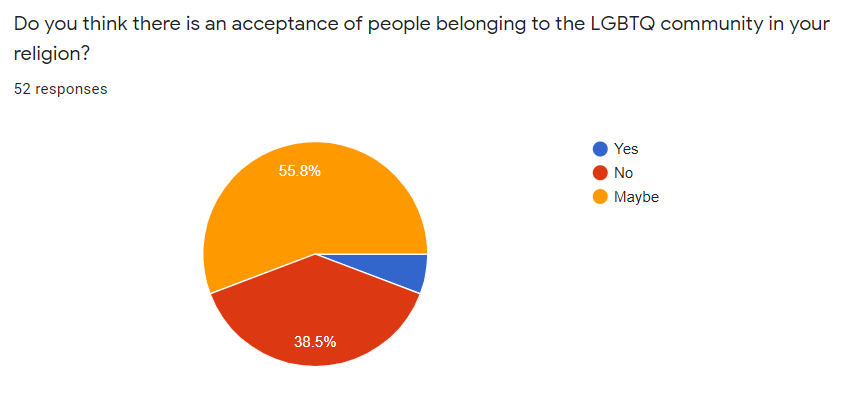 Do you think there is an acceptance of people belonging to the LGBTQ community in your
religion?
52 responses
55.8%
38.5%
Yes
No
Maybe